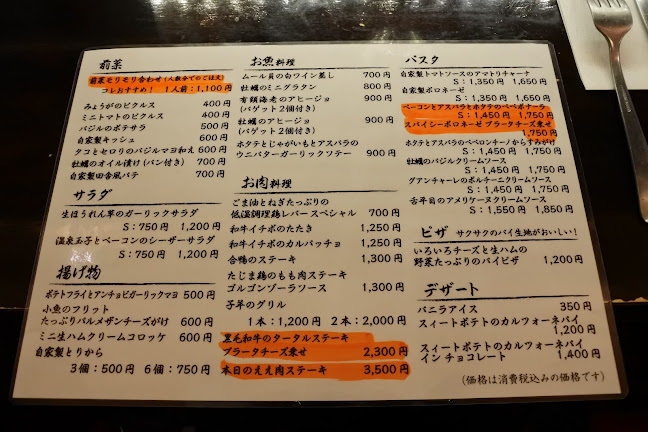 前菜
前菜モリモリ合わせ(1人数分でのご注文)
コレおすすめ! 1人前:1,100円
みょうがのピクルス 400円
ミニトマトのピクルス 400円
バジルのポテサラ 500円
自家製キッシュ 600円
タコとセロリのバジルマヨ和え 600円
牡蠣のオイル漬け(パン付き) 700円
自家製田舎風パテ 700円
サラダ
生ほうれん草のガーリックサラダ
S:750円 1,200円
温泉玉子とベーコンのシーザーサラダ
S:750円 1,200円
揚げ物
ポテトフライとアンチョビガーリックマヨ 500円
小魚のフリット
たっぷりパルメザンチーズがけ 600円
ミニ生ハムクリームコロッケ 600円
自家製とりから
3個:500円 6個:750円
お魚料理
ムール貝の白ワイン蒸し 700円
牡蠣のミニグラタン 800円
有頭海老のアヒージョ 900円
(バゲット2個付き)
牡蠣のアヒージョ 900円
(バゲット2個付き)
ホタテとじゃがいもとアスパラの
ウニバターガーリックソテー 900円
お肉料理
ごま油とねぎたっぷりの
低温調理鶏レバースペシャル 700円
和牛イチボのたたき 1,250円
和牛イチボのカルパッチョ 1,250円
合鴨のステーキ 1,300円
たじま鶏のもも肉ステーキ
ゴルゴンゾーラソース 1,300円
子羊のグリル
1本:1,200円 2本:2,000円
黒毛和牛のタータルステーキ
ブラータチーズ乗せ 2,300円
本日のええ肉ステーキ 3,500円
パスタ
自家製トマトソースのアマトリチャーナ
S:1,350円 1,650円
自家製ボロネーゼ
S:1,350円 1,650円
ベーコンとアスパラとホタテのペペボナーラ
S:1,450円 1,750円
スパイシーボロネーゼ ブラータチーズ乗せ
1,750円
ホタテとアスパラのペペロンチーノからすみがけ
S:1,450円 1,750円
牡蠣のバジルクリームソース
S:1,450円 1,750円
グアンチャーレのポルチーニクリームソース
S:1,450円 1,750円
舌平目のアメリケーヌクリームソース
S:1,550円 1,850円
ピザ サクサクのパイ生地がおいしい!
いろいろチーズと生ハムの
野菜たっぷりのパイピザ 1,200円
デザート
バニラアイス 350円
スイートポテトのカルフォーネパイ
1,200円
スイートポテトのカルフォーネパイ
インチョコレート 1,400円
(価格は消費税込みの価格です)